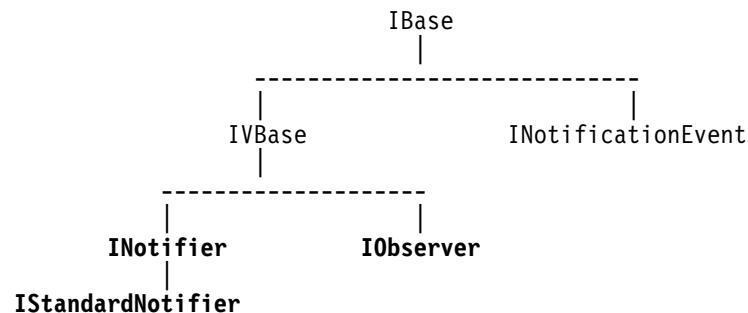 IBase
IVBase INotificationEvent
INotifier IObserver
IStandardNotifier